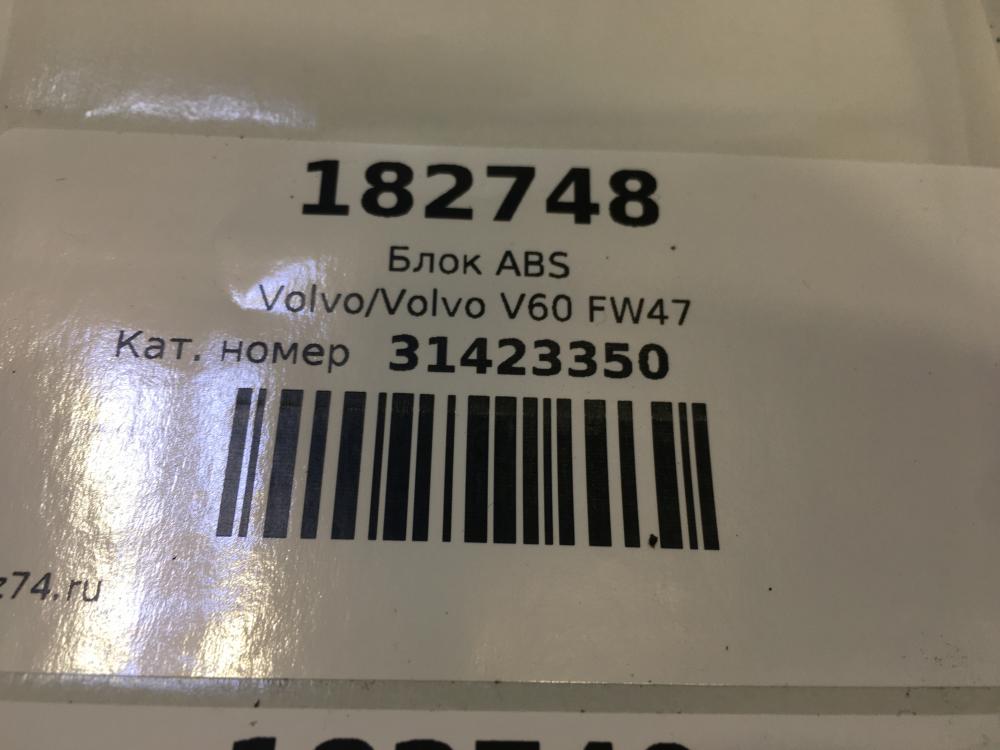 182748
Блок ABS
Volvo/Volvo V60 FW47
Кат. номер 31423350
z74.ru